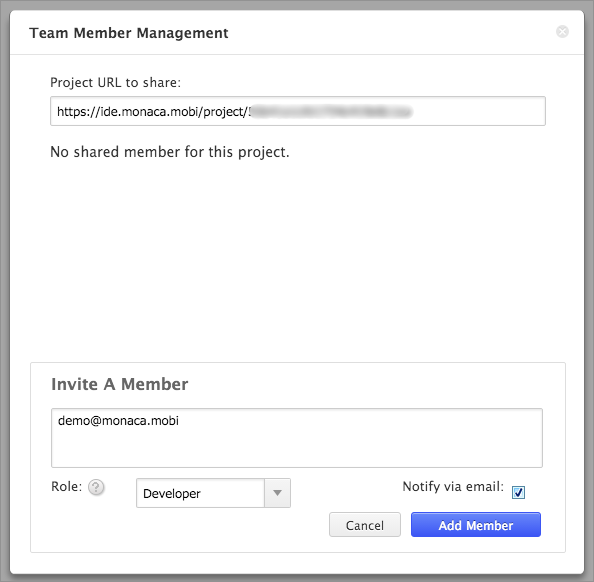 Team Member Management
Project URL to share:
https://ide.monaca.mobi/project/
No shared member for this project.
Invite A Member
demo@monaca.mobi
Role: ?
Developer
Notify via email:
Cancel
Add Member